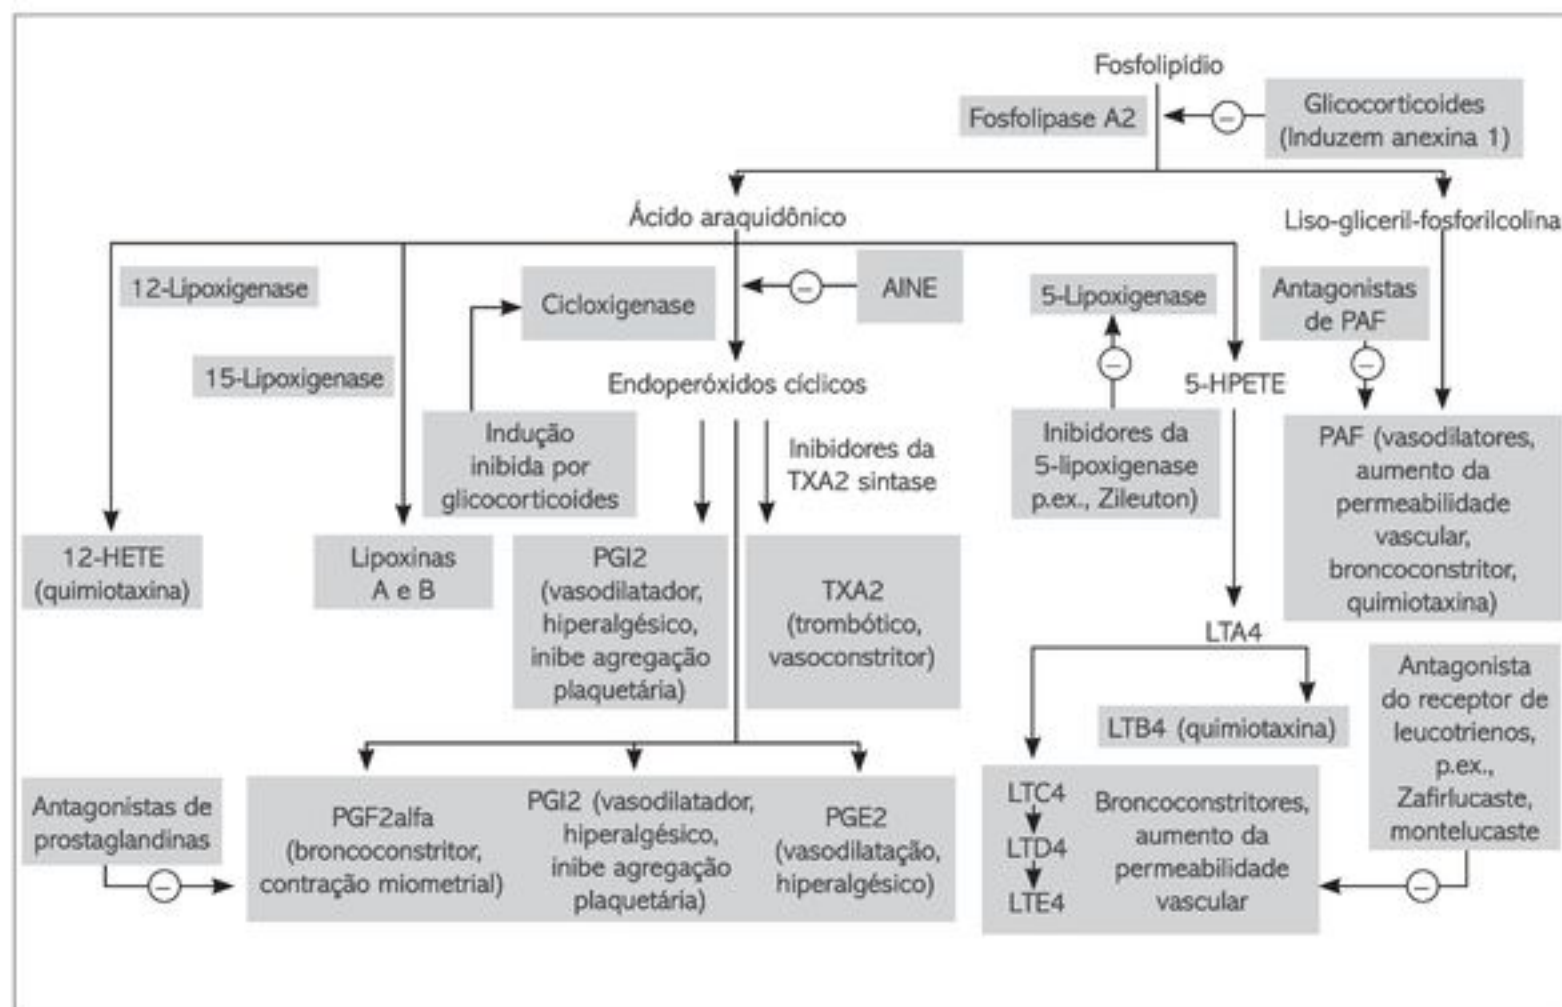 Fosfolipídio
Fosfolipase A2
Glicocorticoides
(Induzem anexina 1)
Ácido araquidônico
Liso-gliceril-fosforilcolina
12-Lipoxigenase
Cicloxigenase
AINE
5-Lipoxigenase
Antagonistas
de PAF
15-Lipoxigenase
Endoperóxidos cíclicos
5-HPETE
Indução
inibida por
glicocorticoides
Inibidores da
TXA2 sintase
Inibidores da
5-lipoxigenase
p.ex., Zileuton)
PAF (vasodilatores,
aumento da
permeabilidade
vascular,
broncoconstritor,
quimiotaxina)
12-HETE
(quimiotaxina)
Lipoxinas
A e B
PGI2
(vasodilatador,
hiperalgésico,
inibe agregação
plaquetária)
TXA2
(trombótico,
vasoconstritor)
LTA4
LTB4 (quimiotaxina)
Antagonista
do receptor de
leucotrienos,
p.ex.,
Zafirlucaste,
montelucaste
Antagonistas de
prostaglandinas
PGF2alfa
(broncoconstritor,
contração miometrial)
PGI2 (vasodilatador,
hiperalgésico,
inibe agregação
plaquetária)
PGE2
(vasodilatação,
hiperalgésico)
LTC4
LTD4
LTE4
Broncoconstritores,
aumento da
permeabilidade
vascular